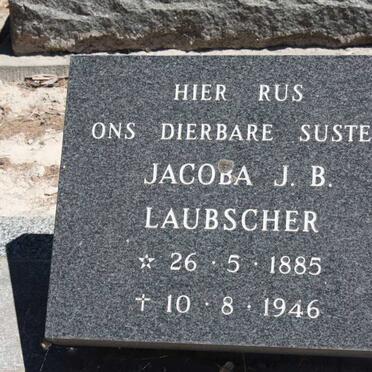 HIER RUS
ONS DIERBARE SUSTE
JACOBA J. B.
LAUBSCHER
☆ 26 · 5 · 1885
† 10 · 8 · 1946